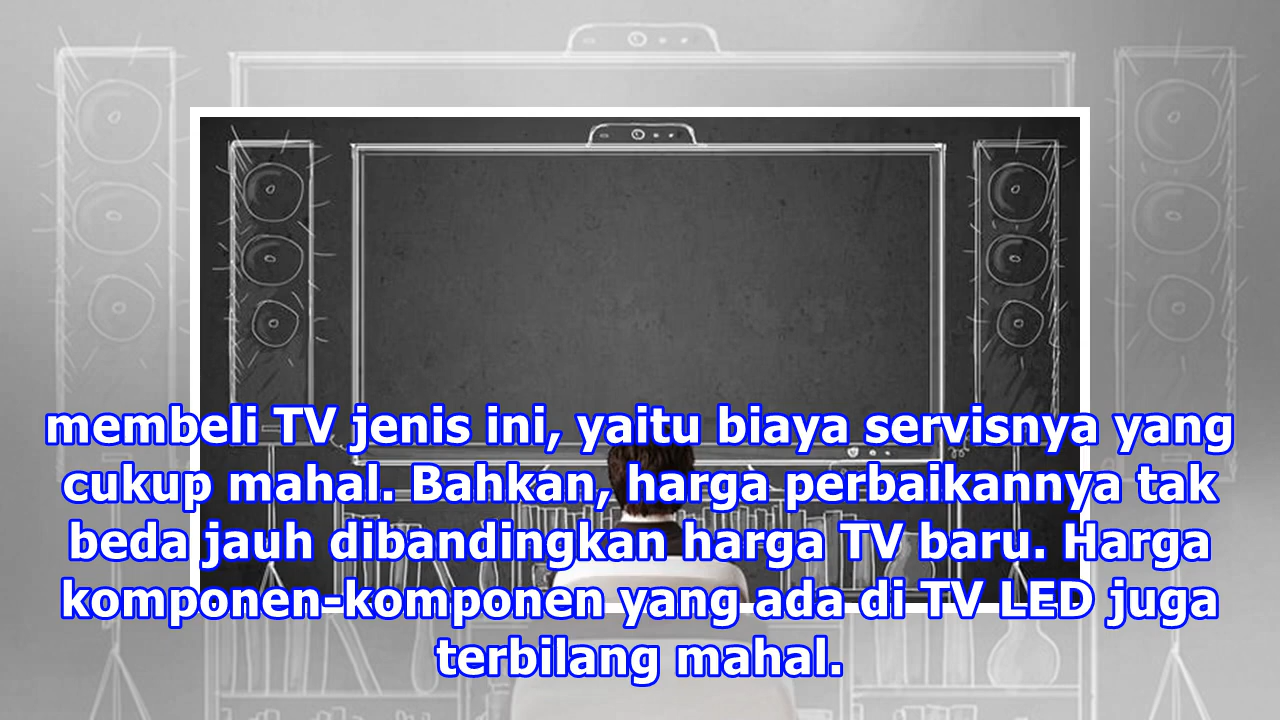 membeli TV jenis ini, yaitu biaya servisnya yang
cukup mahal. Bahkan, harga perbaikannya tak
beda jauh dibandingkan harga TV baru. Harga
komponen-komponen yang ada di TV LED juga
terbilang mahal.